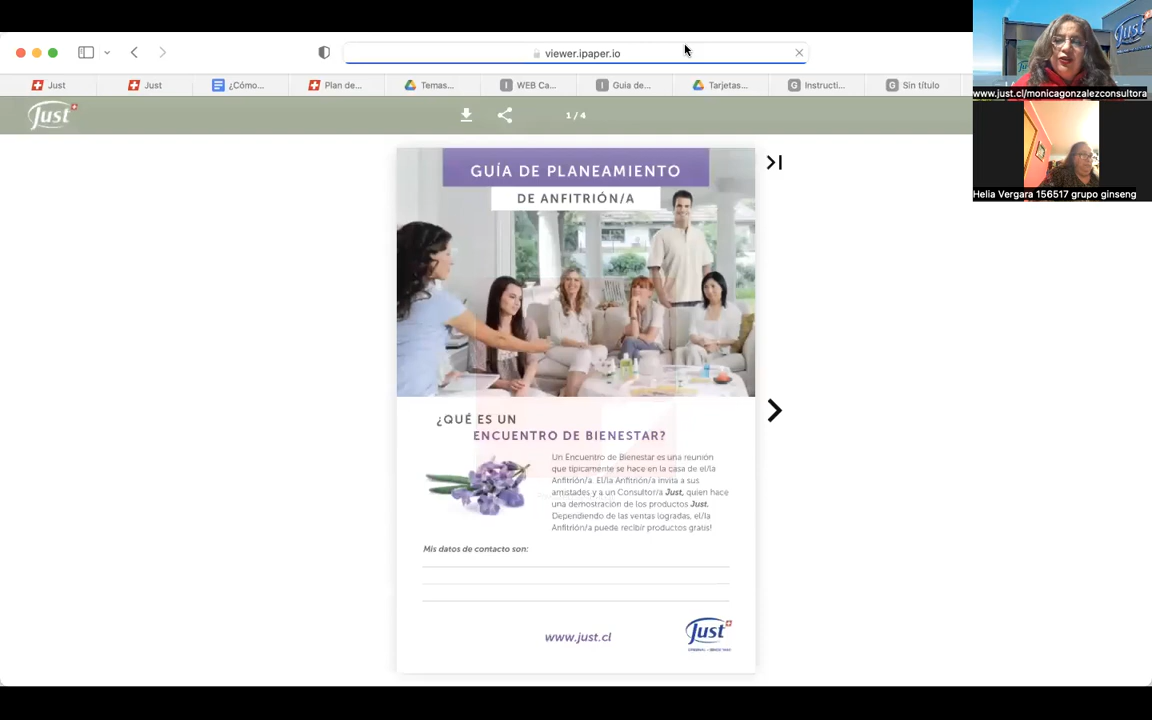 viewer.ipaper.io
Just
Just
¿Cómo...
Plan de...
Temas...
WEB Ca...
Guia de...
Tarjetas...
Instructi...
Sin título
Just
1 / 4
GUÍA DE PLANEAMIENTO
DE ANFITRIÓN/A
¿QUÉ ES UN
ENCUENTRO DE BIENESTAR?
Un Encuentro de Bienestar es una reunión
que típicamente se hace en la casa de el/la
Anfitrión/a. El/la Anfitrión/a invita a sus
amistades y a un Consultor/a Just, quien hace
una demostración de los productos Just.
Dependiendo de las ventas logradas, el/la
Anfitrión/a puede recibir productos gratis!
Mis datos de contacto son:
www.just.cl
Just
Just
www.just.cl/monicagonzalezconsultora
Helia Vergara 156517 grupo ginseng